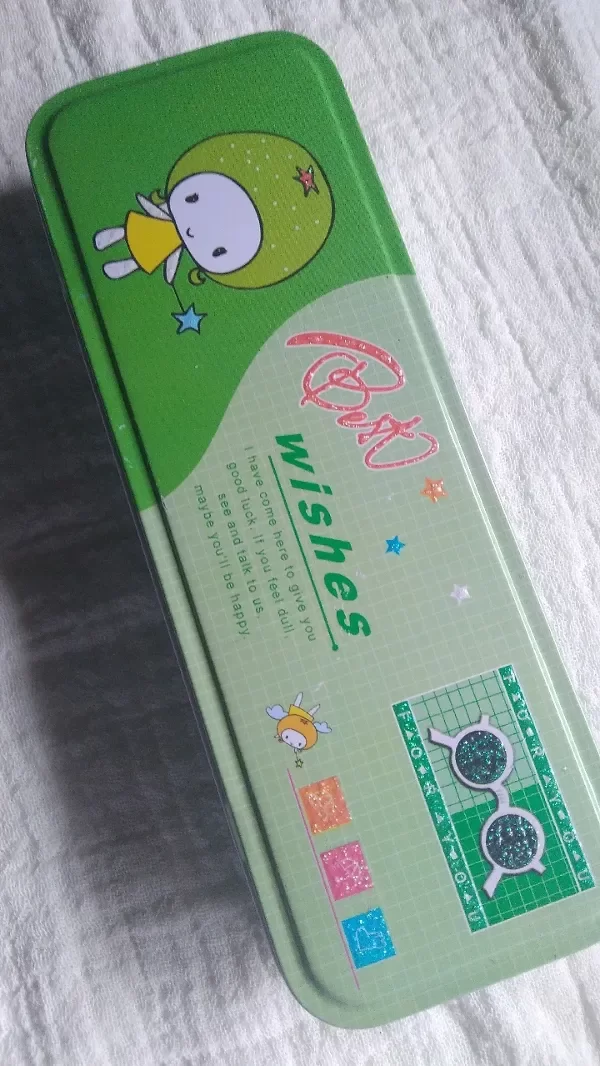 Best
wishes
I have come here to give you
good luck. If you feel dull,
see and talk to us,
maybe you'll be happy.